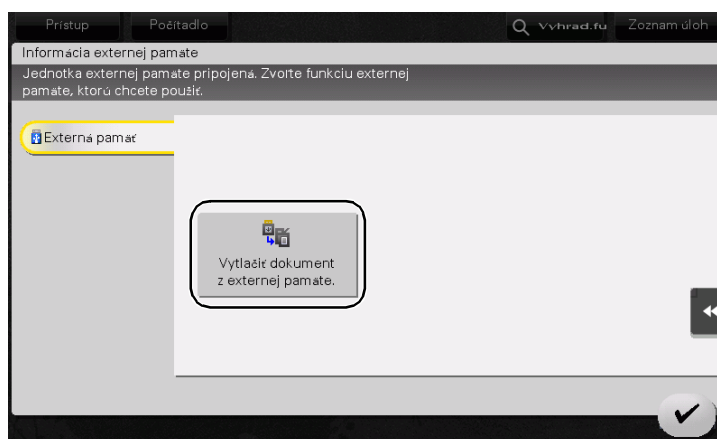 Prístup Počítadlo Vyhrad.fu Zoznam úloh
Informácia externej pamäte
Jednotka externej pamäte pripojená. Zvoľte funkciu externej
pamäte, ktorú chcete použiť.
Externá pamäť
Vytlačiť dokument
z externej pamäte.